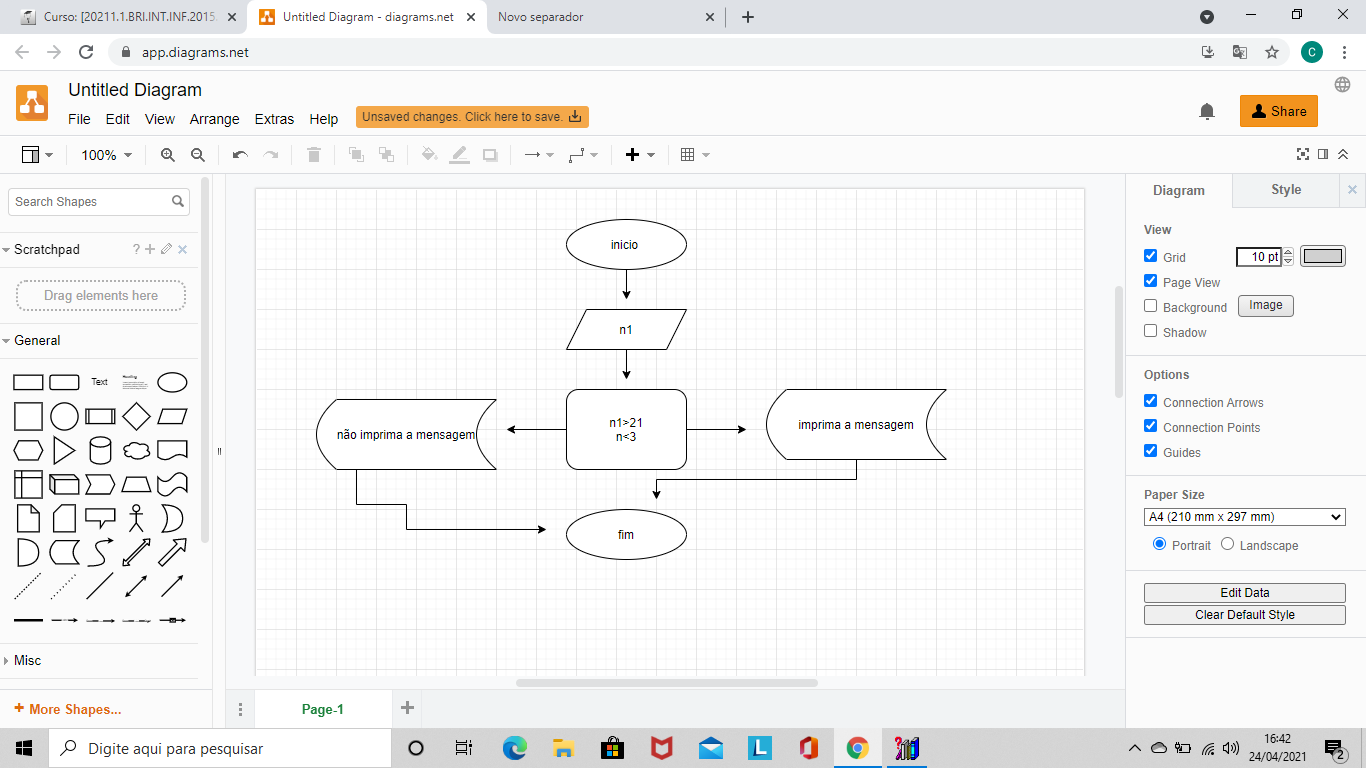 Curso: [20211.1.BRI.INT.INF.2015.
Untitled Diagram - diagrams.net
Novo separador
app.diagrams.net
C
Untitled Diagram
File Edit View Arrange Extras Help
Unsaved changes. Click here to save.
Share
100%
Search Shapes
Scratchpad
?
Drag elements here
General
Text
Heading
Misc
More Shapes...
inicio
n1
n1>21
n<3
não imprima a mensagem
imprima a mensagem
fim
Diagram Style
View
Grid 10 pt
Page View
Background Image
Shadow
Options
Connection Arrows
Connection Points
Guides
Paper Size
A4 (210 mm x 297 mm)
Portrait Landscape
Edit Data
Clear Default Style
Page-1
Digite aqui para pesquisar
L
16:42
24/04/2021
2